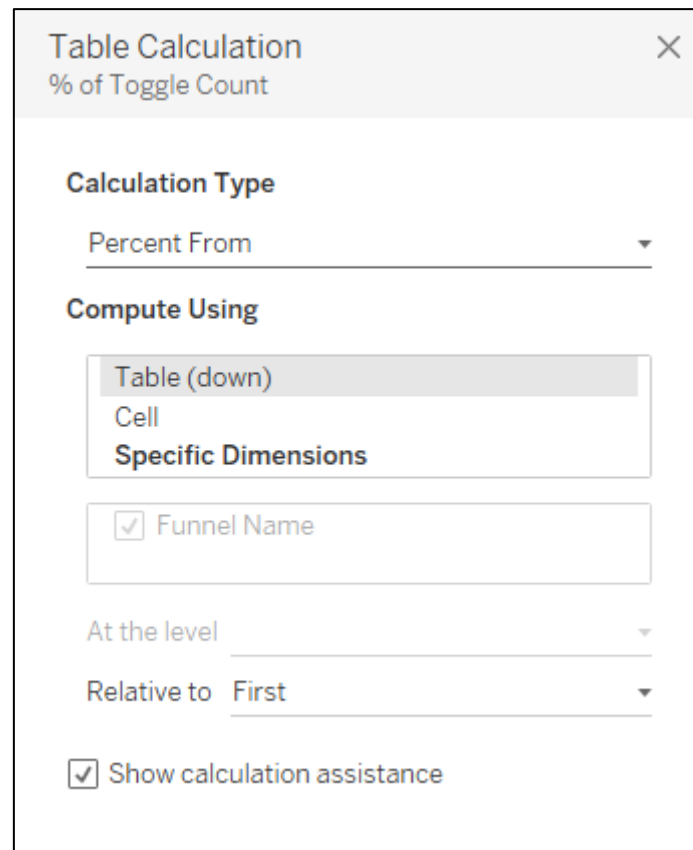 Table Calculation
% of Toggle Count
Calculation Type
Percent From
Compute Using
Table (down)
Cell
Specific Dimensions
Funnel Name
At the level
Relative to First
Show calculation assistance